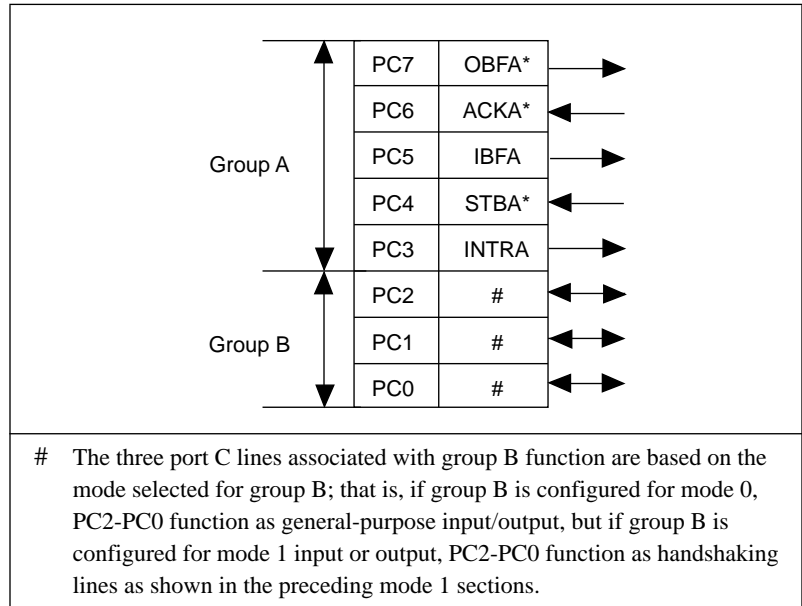 PC7 OBFA*
PC6 ACKA*
Group A PC5 IBFA
PC4 STBA*
PC3 INTRA
PC2 #
Group B PC1 #
PC0 #
# The three port C lines associated with group B function are based on the
mode selected for group B; that is, if group B is configured for mode 0,
PC2-PC0 function as general-purpose input/output, but if group B is
configured for mode 1 input or output, PC2-PC0 function as handshaking
lines as shown in the preceding mode 1 sections.